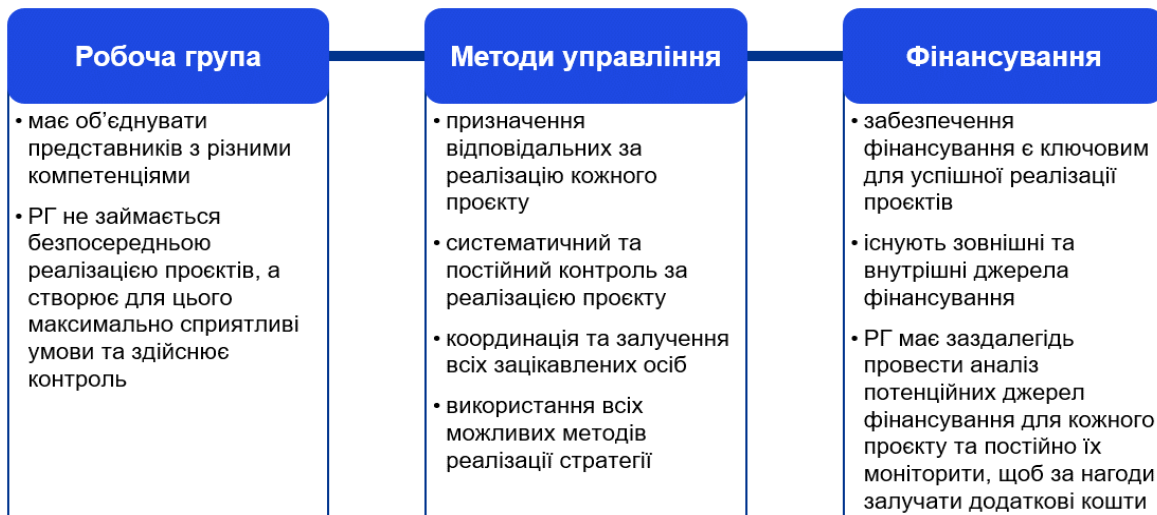 Робоча група
• має об’єднувати
представників з різними
компетенціями
• РГ не займається
безпосередньою
реалізацією проєктів, а
створює для цього
максимально сприятливі
умови та здійснює
контроль
Методи управління
• призначення
відповідальних за
реалізацію кожного
проєкту
• систематичний та
постійний контроль за
реалізацією проєкту
• координація та залучення
всіх зацікавлених осіб
• використання всіх
можливих методів
реалізації стратегії
Фінансування
• забезпечення
фінансування є ключовим
для успішної реалізації
проєктів
• існують зовнішні та
внутрішні джерела
фінансування
• РГ має заздалегідь
провести аналіз
потенційних джерел
фінансування для кожного
проєкту та постійно їх
моніторити, щоб за нагоди
залучати додаткові кошти